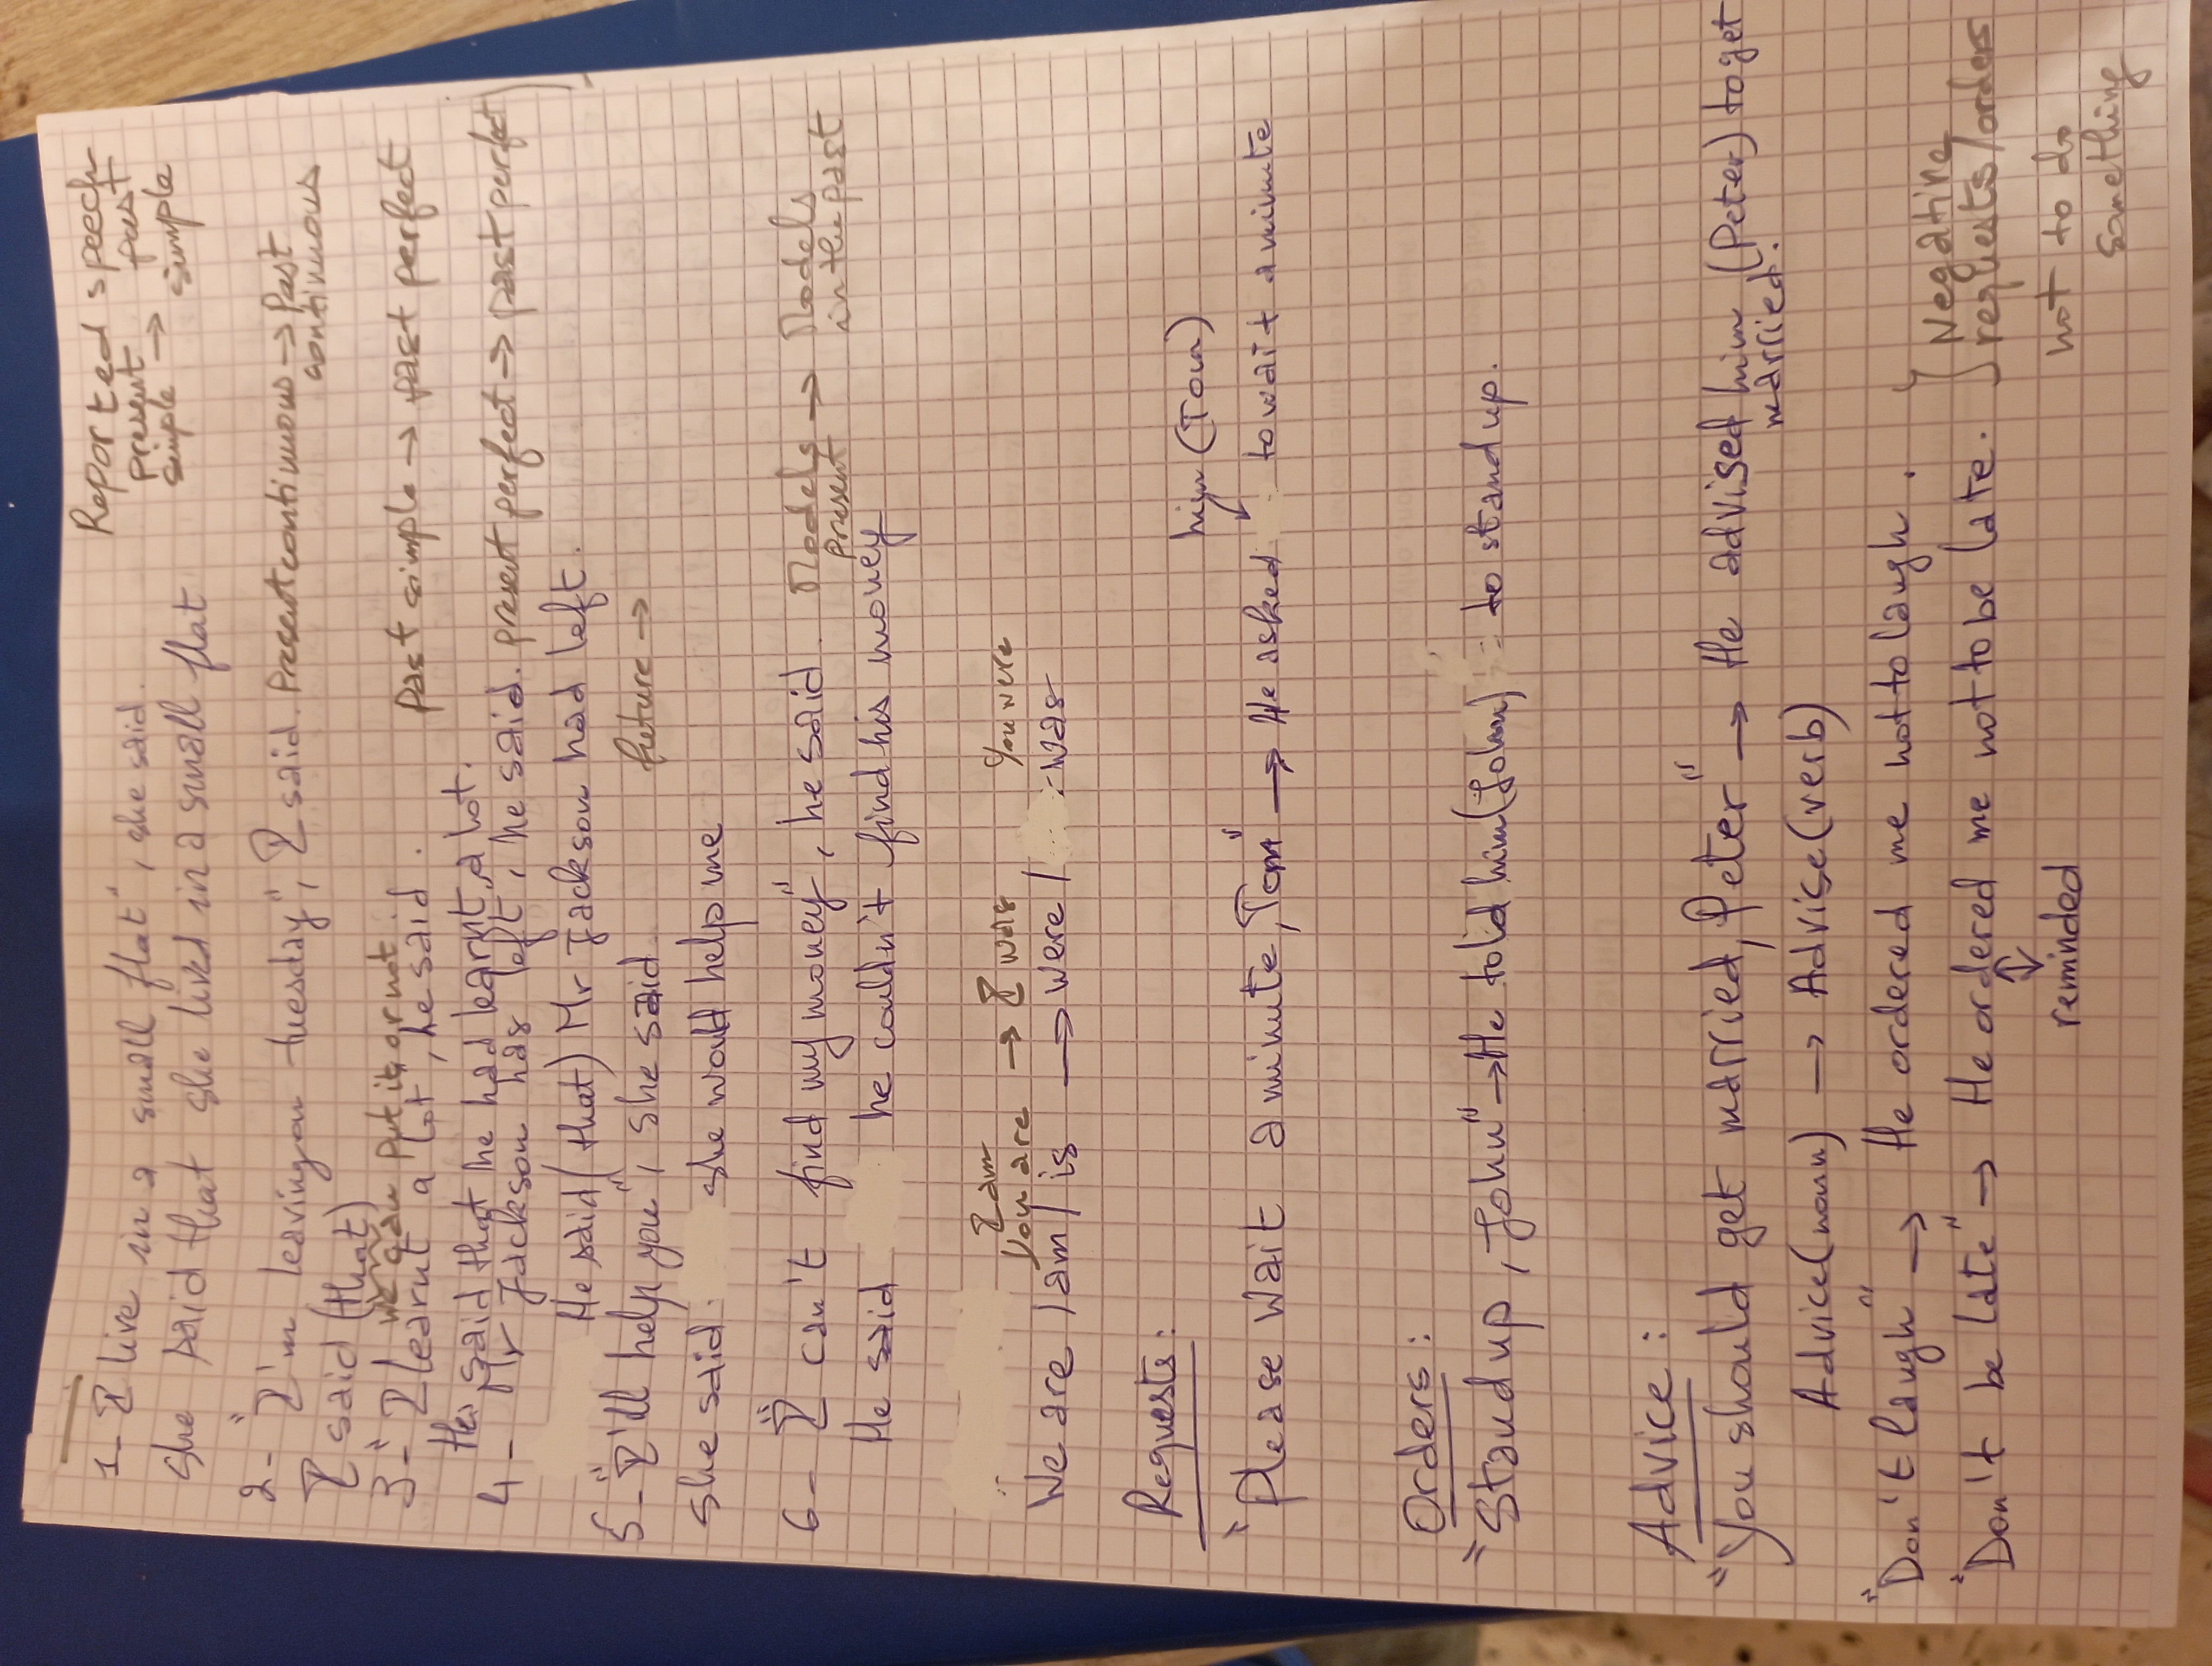 Reported speech
1- I live in a small flat", she said. present simple → past simple
She said that she lived in a small flat
2- "I'm leaving on tuesday", I said. Present continuous → Past continuous
I said (that)
we can put it or not
3- "I learnt a lot, he said. Past simple → past perfect
He said that he had learnt a lot.
4- Mr Jackson has left, he said. present perfect → past perfect
He said (that) Mr Jackson had left.
5- "I'll help you", she said. future →
She said. she would help me
6- "I can't find my money", he said. Models present → Models in the past
He said he couldn't find his money
I am
you are → I was you were
We are / am / is → were / was
Requests:
"Please wait a minute, Tom" → He asked to wait a minute
him (Tom)
Orders:
"Stand up, John" → He told him (John) to stand up.
Advice:
"You should get married, Peter" → He advised him (Peter) to get
married.
Advice (noun) → Advise (verb)
"Don't laugh" → He ordered me not to laugh.
"Don't be late" → He ordered me not to be late.
reminded
Negating
requests/orders
not to do
something